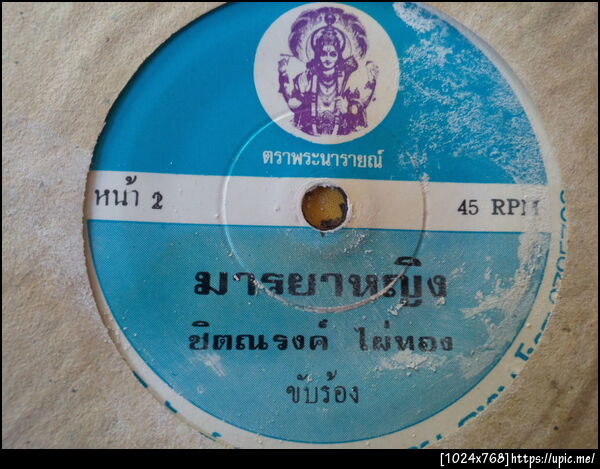 ตราพระนารายณ์
หน้า 2
45 RPM
มารยาหญิง
ชิตณรงค์ ไผ่ทอง
ขับร้อง
[1024x768]https://upic.me/